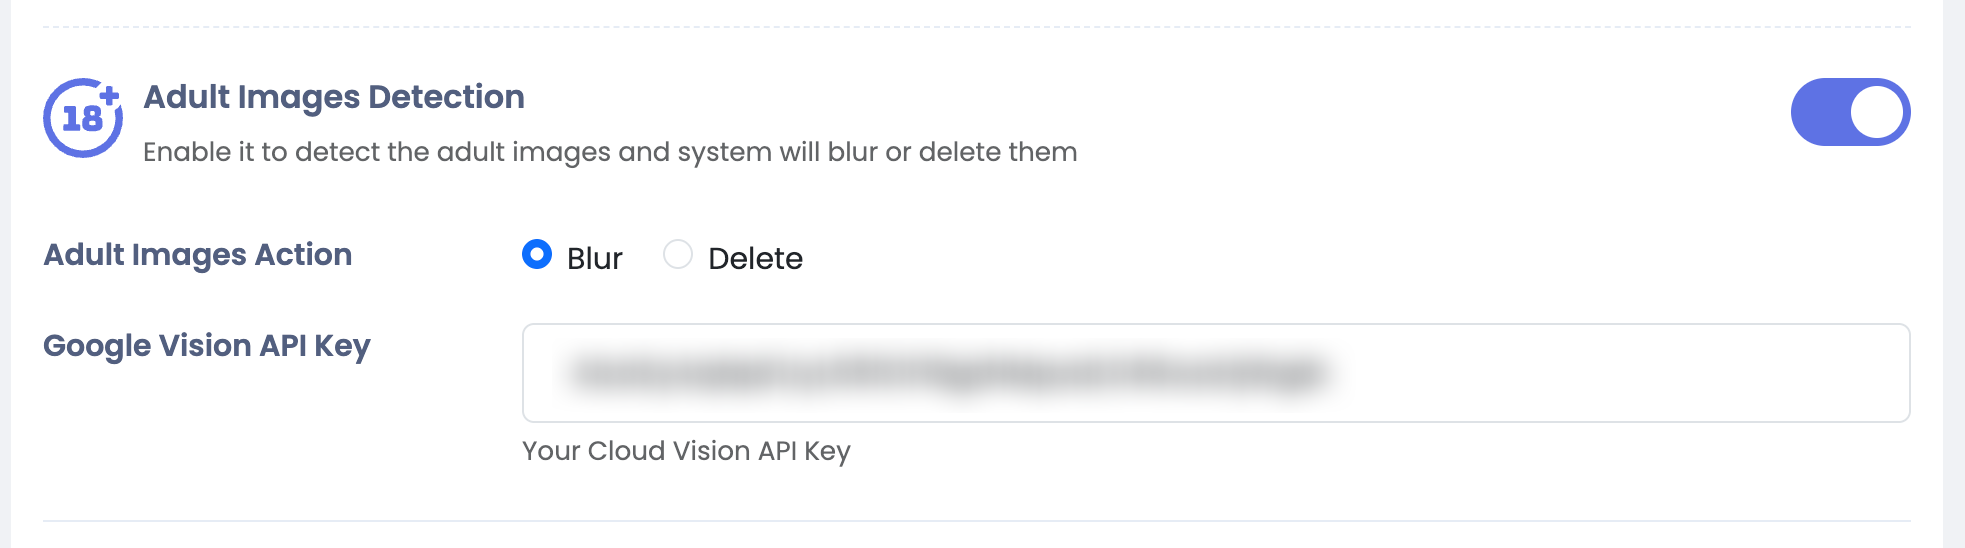 18+
Adult Images Detection
Enable it to detect the adult images and system will blur or delete them
Adult Images Action
Blur
Delete
Google Vision API Key
Your Cloud Vision API Key